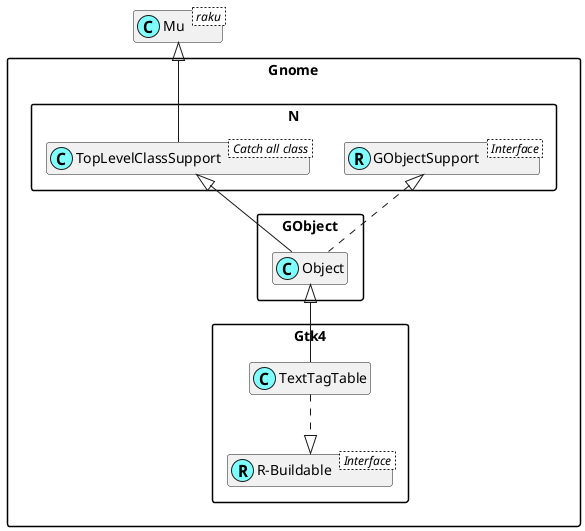 C Mu raku
Gnome
N
C TopLevelClassSupport Catch all class
R GObjectSupport Interface
GObject
C Object
Gtk4
C TextTagTable
R R-Buildable Interface